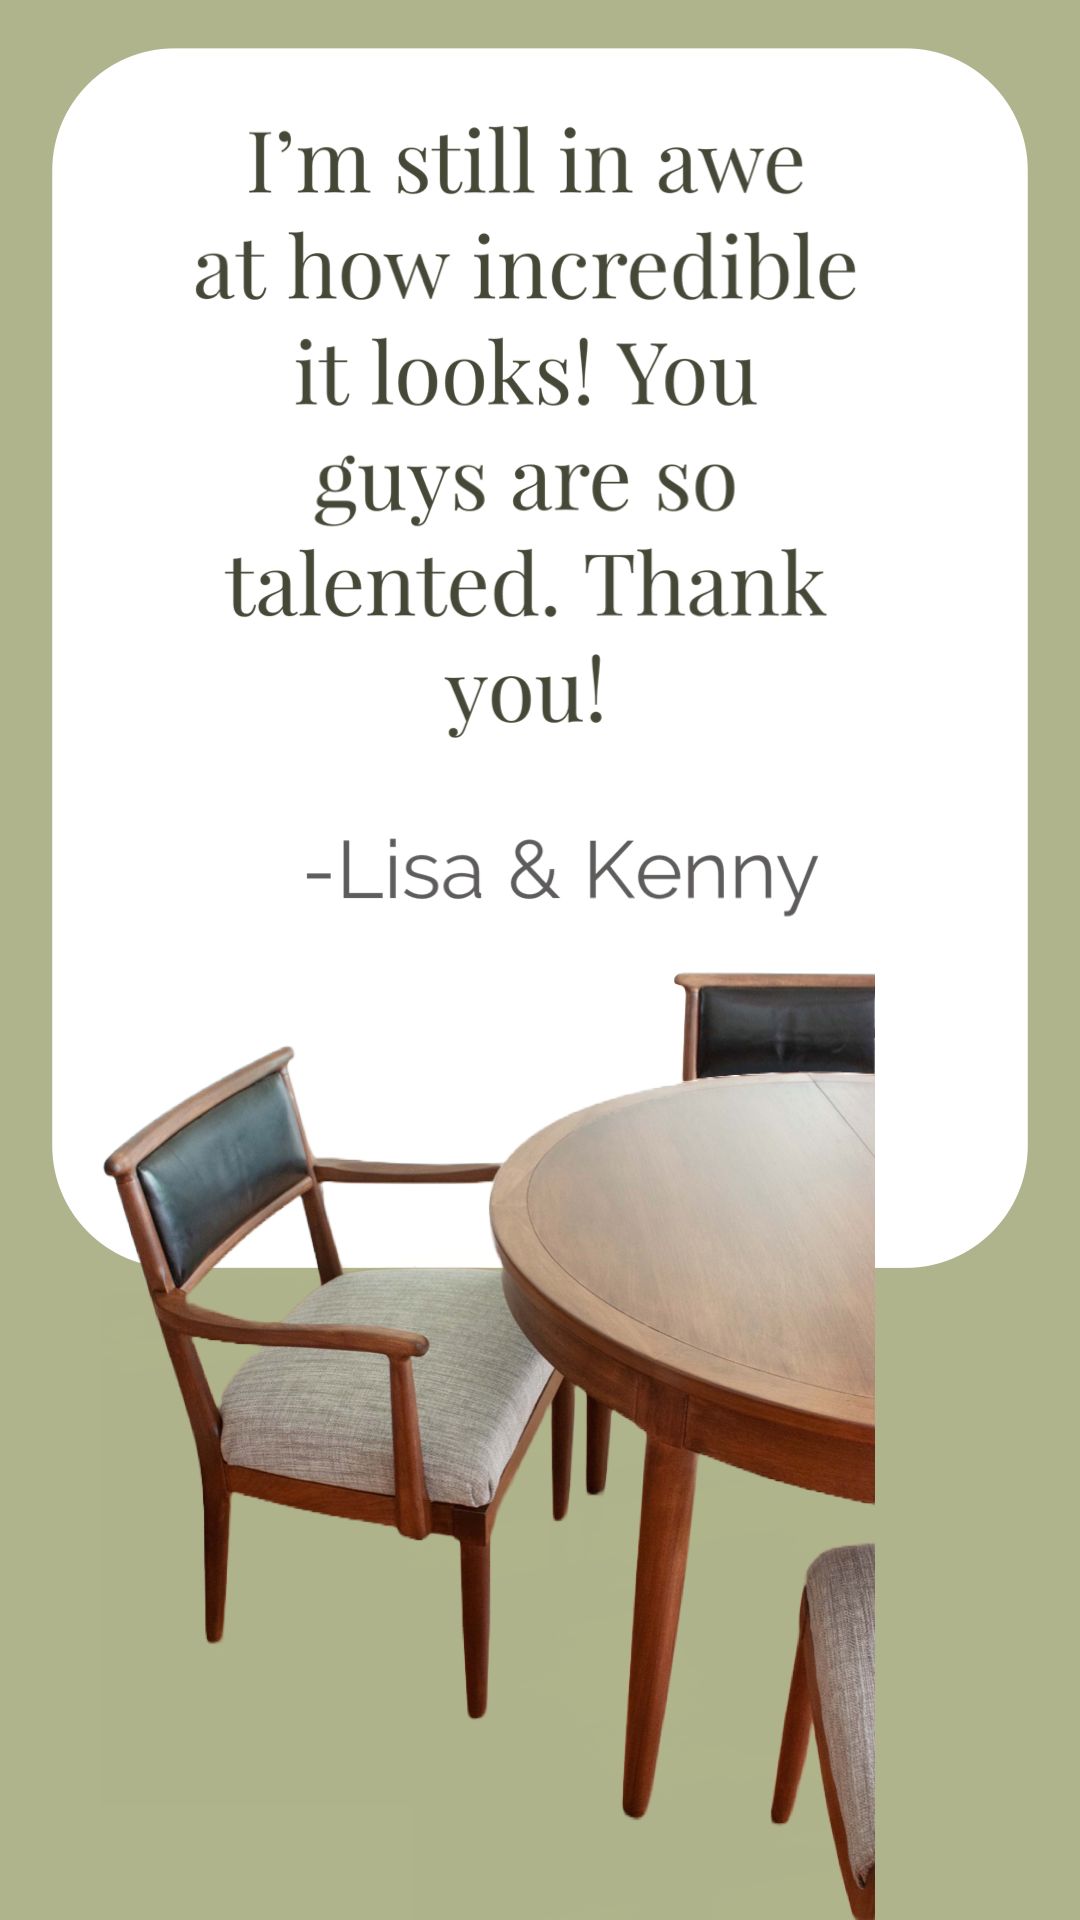 I’m still in awe
at how incredible
it looks! You
guys are so
talented. Thank
you!
-Lisa & Kenny